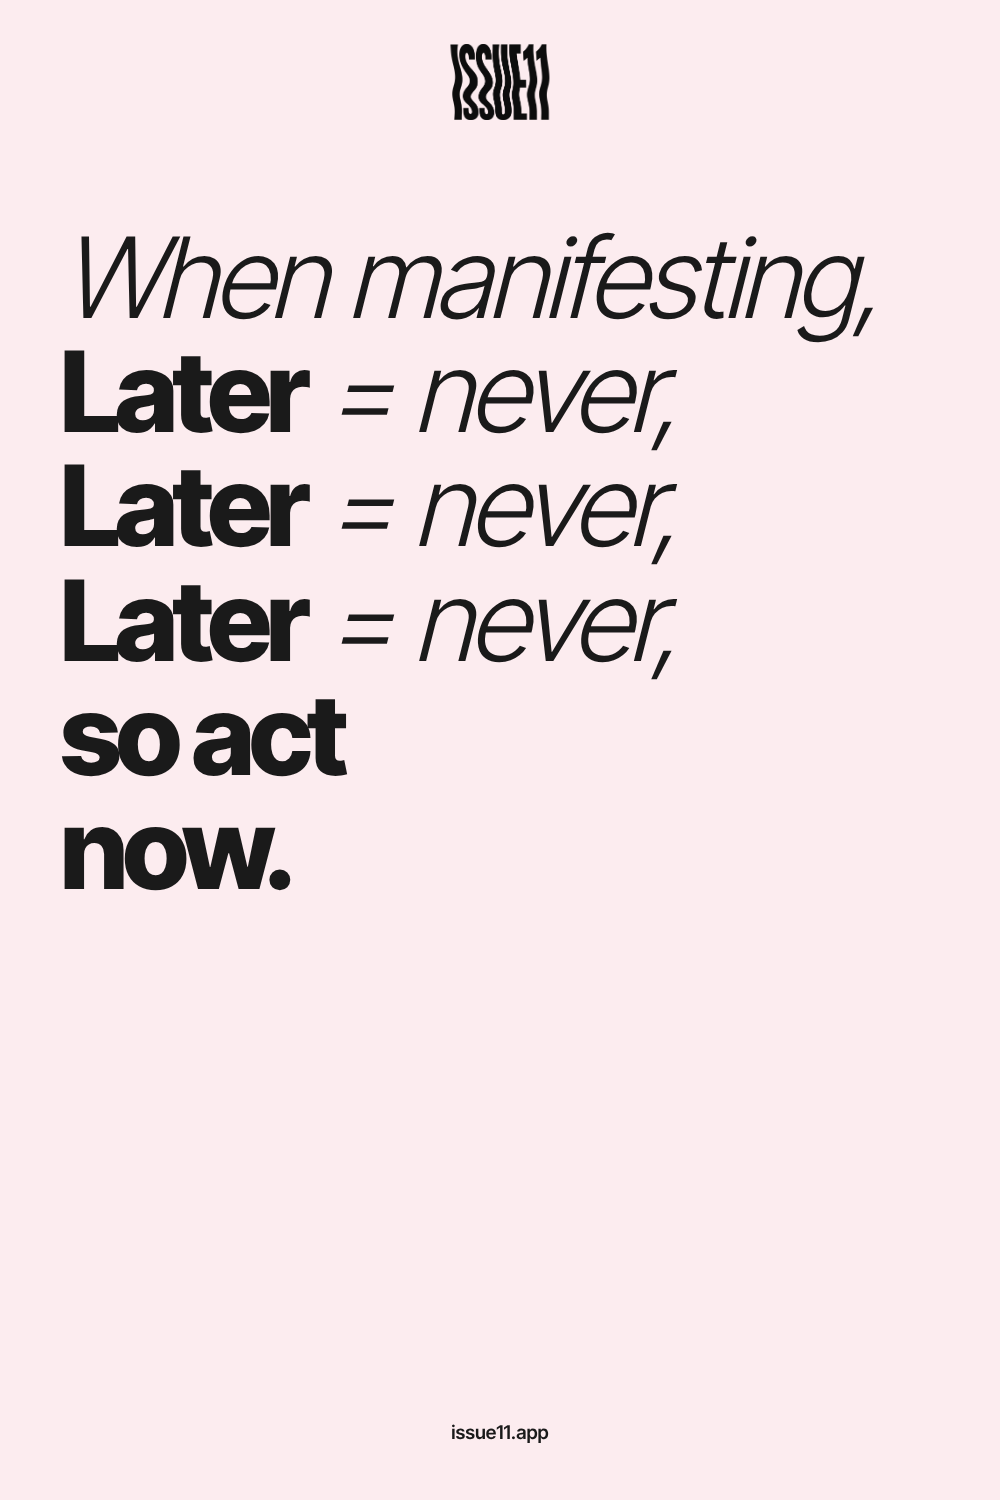 ISSUE11
When manifesting,
Later = never,
Later = never,
Later = never,
so act
now.
issue11.app